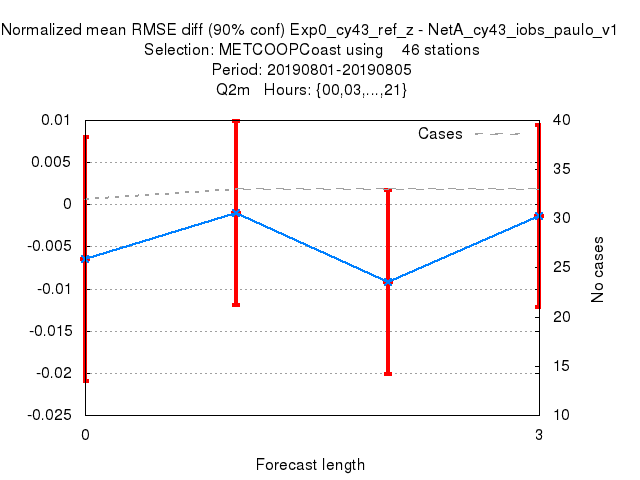 Normalized mean RMSE diff (90% conf) Exp0_cy43_ref_z - NetA_cy43_iobs_paulo_v1
Selection: METCOOPCoast using 46 stations
Period: 20190801-20190805
Q2m Hours: {00,03,...,21}
0.01
0.005
0
-0.005
-0.01
-0.015
-0.02
-0.025
Cases
40
35
30
25
20
15
10
No cases
0
3
Forecast length